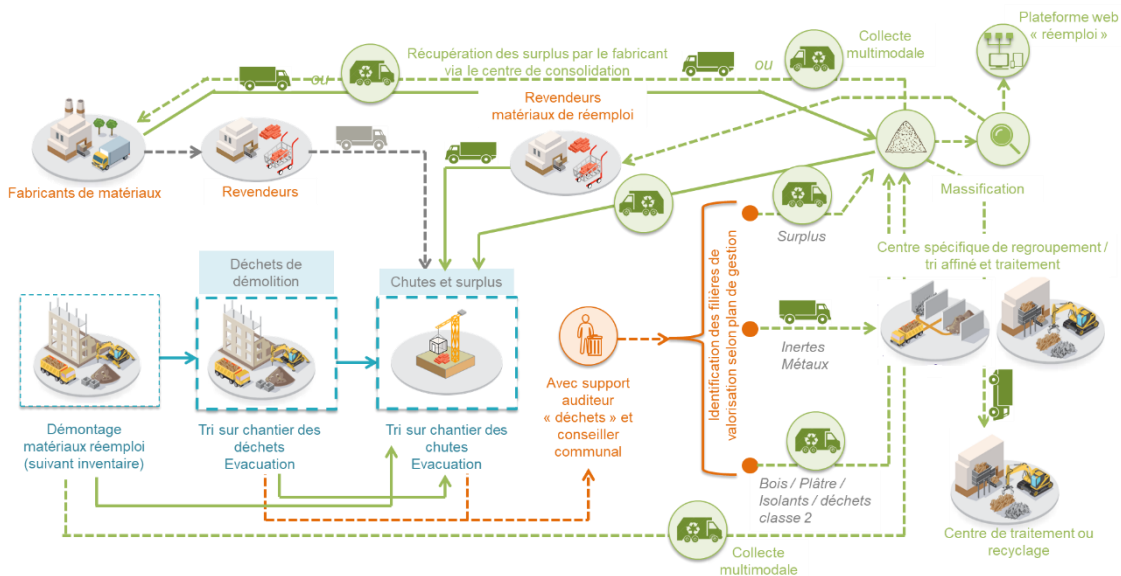 Plateforme web
« réemploi »
Collecte
multimodale
Récupération des surplus par le fabricant
via le centre de consolidation
ou
ou
Revendeurs
matériaux de réemploi
Fabricants de matériaux
Revendeurs
Massification
Identification des filières de
valorisation selon plan de gestion
Surplus
Centre spécifique de regroupement /
tri affiné et traitement
Déchets de
démolition
Chutes et surplus
Inertes
Métaux
Avec support
auditeur
« déchets » et
conseiller
communal
Démontage
matériaux réemploi
(suivant inventaire)
Tri sur chantier des
déchets
Evacuation
Tri sur chantier des
chutes
Evacuation
Bois / Plâtre /
Isolants / déchets
classe 2
Centre de traitement ou
recyclage
Collecte
multimodale